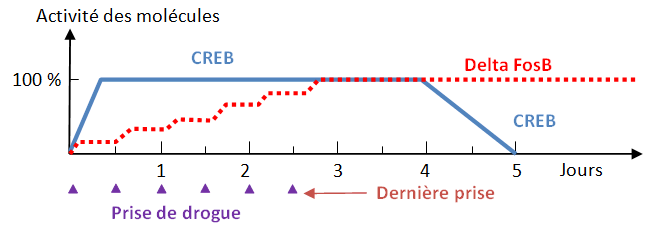 Activité des molécules
CREB
100 %
Delta FosB
CREB
1 2 3 4 5 Jours
Dernière prise
Prise de drogue